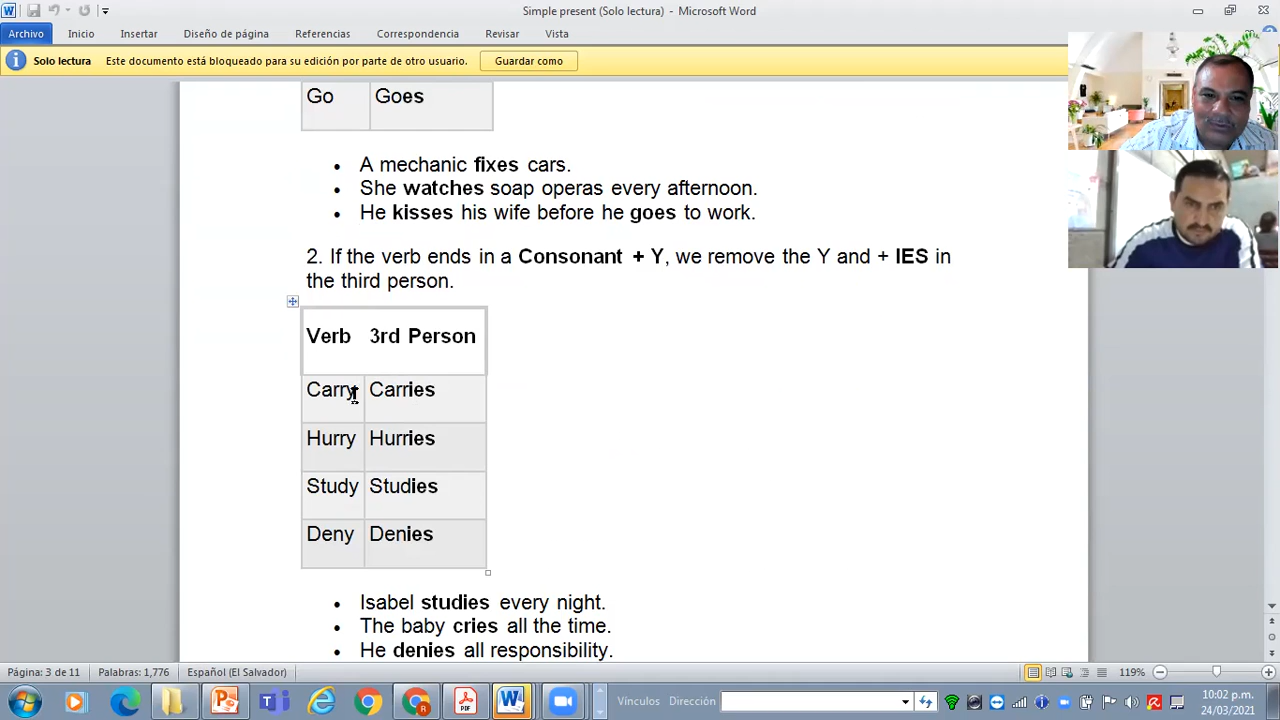 Simple present (Solo lectura) - Microsoft Word
Archivo Inicio Insertar Diseño de página Referencias Correspondencia Revisar Vista
Solo lectura Este documento está bloqueado para su edición por parte de otro usuario. Guardar como
Go Goes
• A mechanic fixes cars.
• She watches soap operas every afternoon.
• He kisses his wife before he goes to work.
2. If the verb ends in a Consonant + Y, we remove the Y and + IES in
the third person.
Verb 3rd Person
Carry Carries
Hurry Hurries
Study Studies
Deny Denies
• Isabel studies every night.
• The baby cries all the time.
• He denies all responsibility.
Página: 3 de 11 Palabras: 1,776 Español (El Salvador) 119%
Vínculos Dirección 10:02 p.m.
24/03/2021